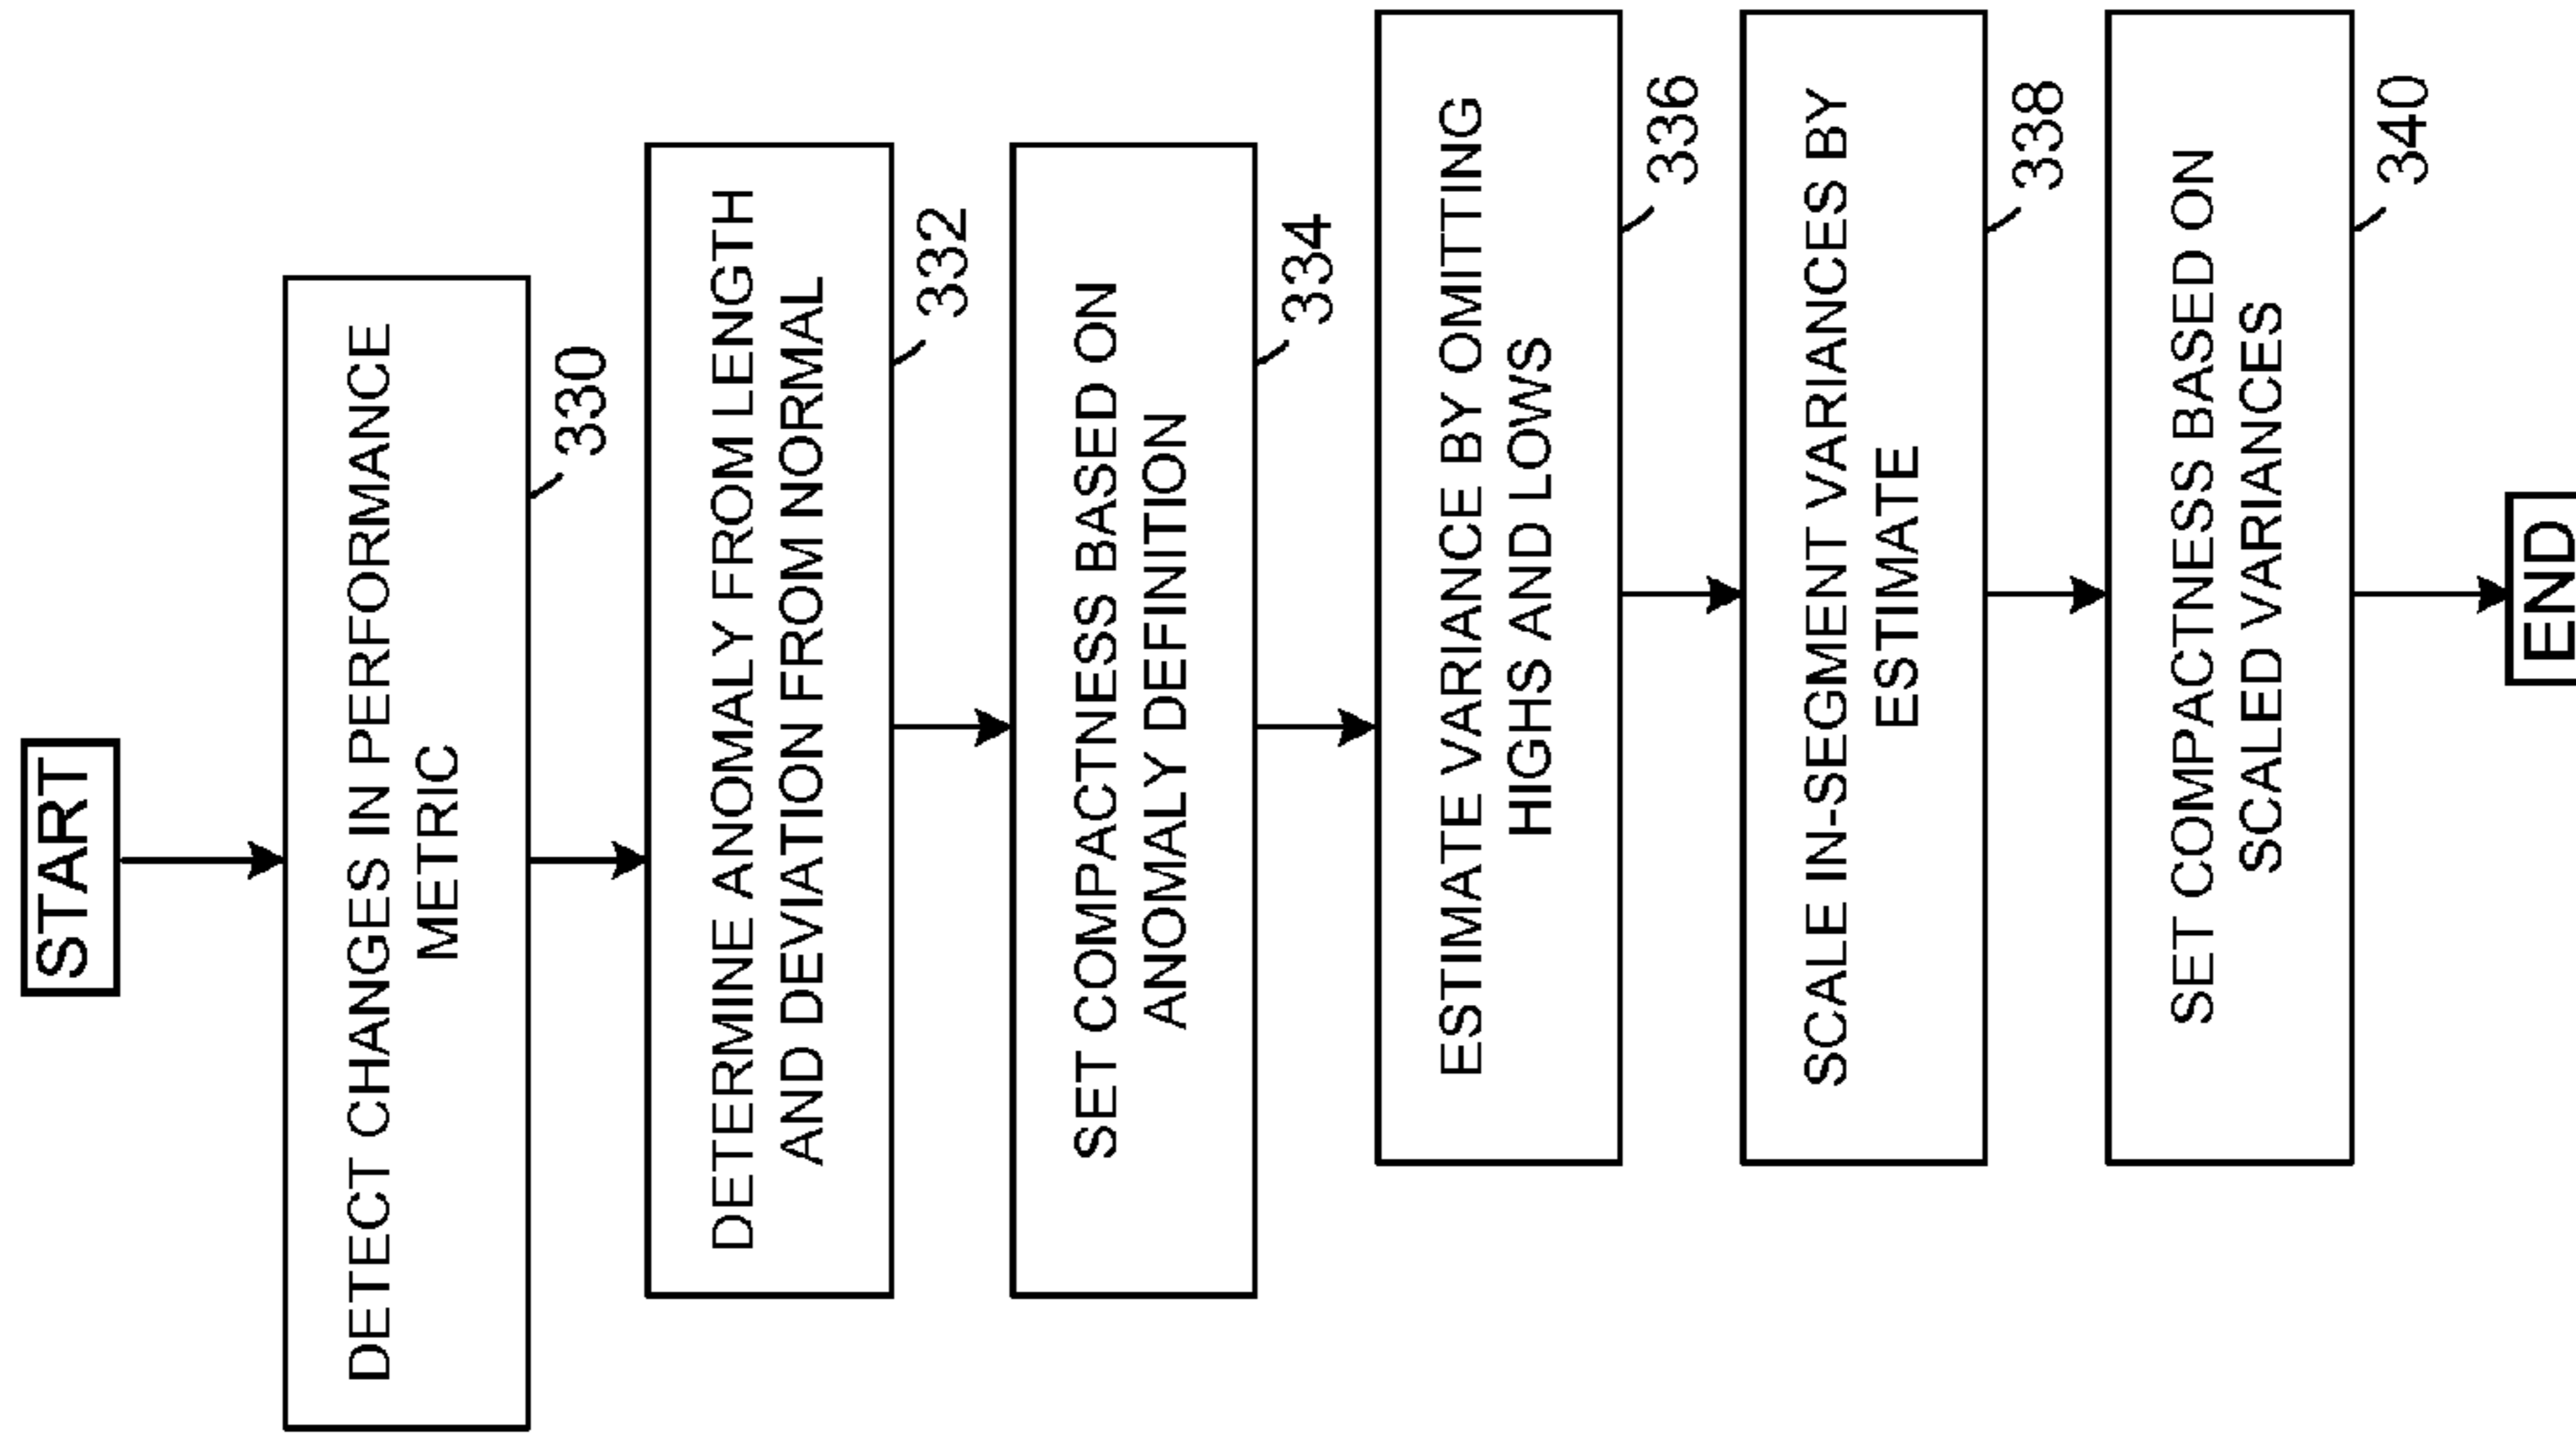 START
DETECT CHANGES IN PERFORMANCE
METRIC
330
DETERMINE ANOMALY FROM LENGTH
AND DEVIATION FROM NORMAL
332
SET COMPACTNESS BASED ON
ANOMALY DEFINITION
334
ESTIMATE VARIANCE BY OMITTING
HIGHS AND LOWS
336
SCALE IN-SEGMENT VARIANCES BY
ESTIMATE
338
SET COMPACTNESS BASED ON
SCALED VARIANCES
340
END